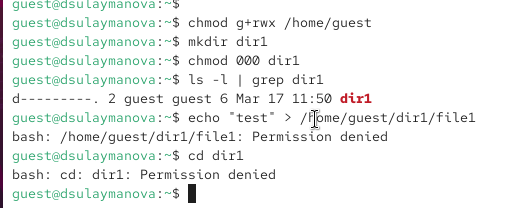 guest@dsulaymanova:~$
guest@dsulaymanova:~$ chmod g+rwx /home/guest
guest@dsulaymanova:~$ mkdir dir1
guest@dsulaymanova:~$ chmod 000 dir1
guest@dsulaymanova:~$ ls -l | grep dir1
d---------. 2 guest guest 6 Mar 17 11:50 dir1
guest@dsulaymanova:~$ echo "test" > /home/guest/dir1/file1
bash: /home/guest/dir1/file1: Permission denied
guest@dsulaymanova:~$ cd dir1
bash: cd: dir1: Permission denied
guest@dsulaymanova:~$